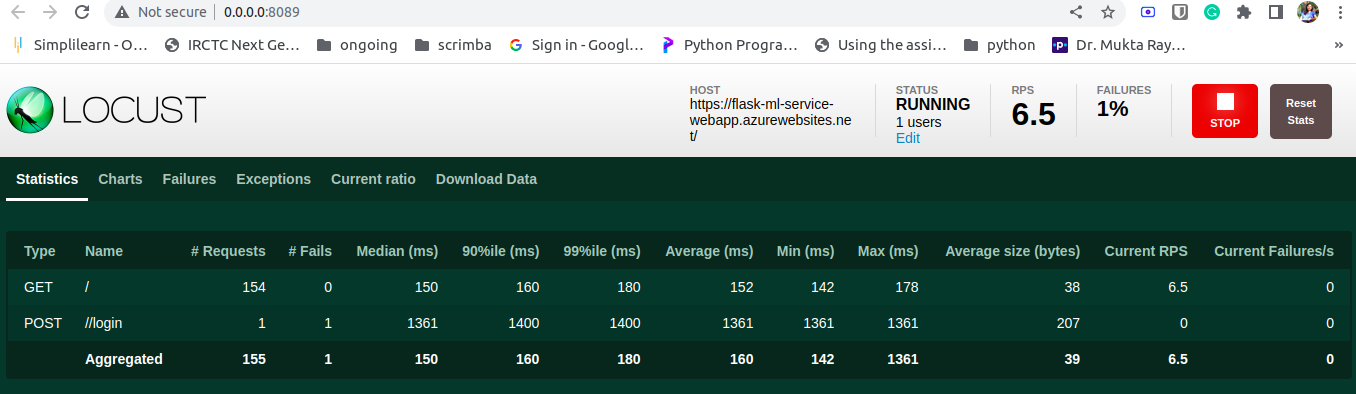 Not secure | 0.0.0.0:8089
Simplilearn - O... IRCTC Next Ge... ongoing scrimba Sign in - Googl... Python Progra... Using the assi... python Dr. Mukta Ray... »
LOCUST
HOST
https://flask-ml-service-
webapp.azurewebsites.ne
t/
STATUS
RUNNING
1 users
Edit
RPS
6.5
FAILURES
1%
STOP
Reset
Stats
Statistics Charts Failures Exceptions Current ratio Download Data
Type Name # Requests # Fails Median (ms) 90%ile (ms) 99%ile (ms) Average (ms) Min (ms) Max (ms) Average size (bytes) Current RPS Current Failures/s
GET / 154 0 150 160 180 152 142 178 38 6.5 0
POST //login 1 1 1361 1400 1400 1361 1361 1361 207 0 0
Aggregated 155 1 150 160 180 160 142 1361 39 6.5 0